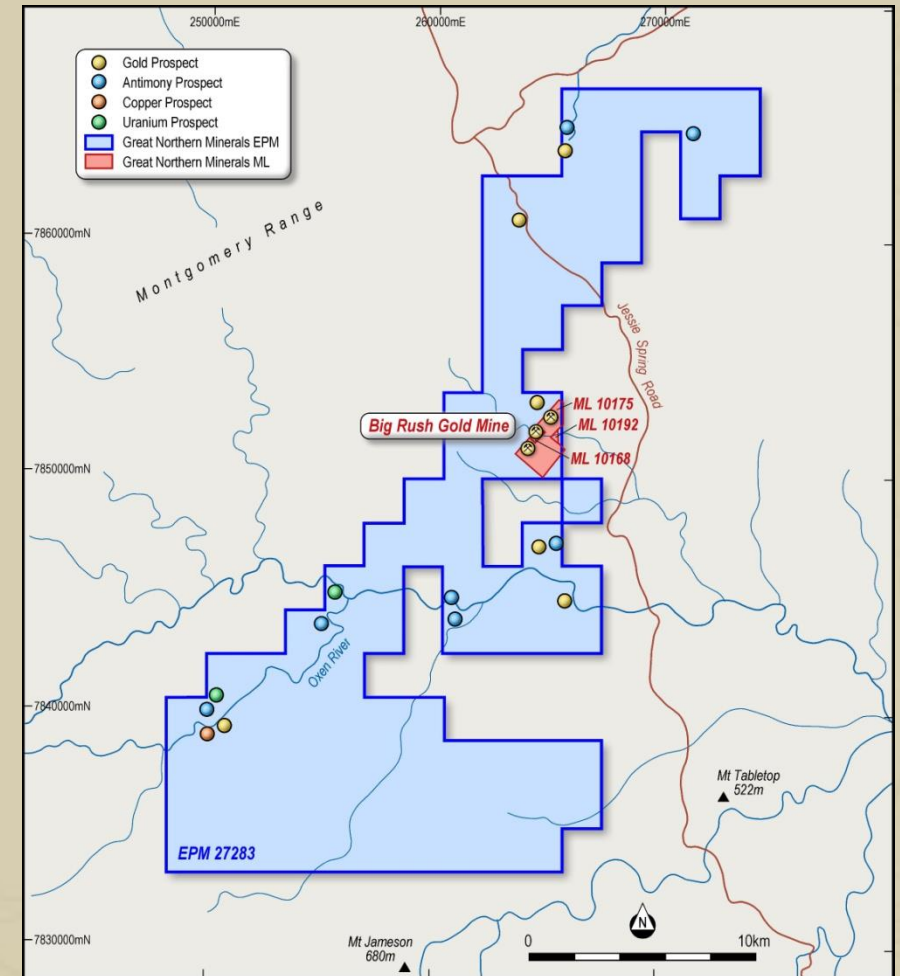 250000mE
260000mE
270000mE
Gold Prospect
Antimony Prospect
Copper Prospect
Uranium Prospect
Great Northern Minerals EPM
Great Northern Minerals ML
Montgomery Range
7860000mN
Jessie Spring Road
ML 10175
ML 10192
Big Rush Gold Mine
ML 10168
7850000mN
Oxen River
7840000mN
Mt Tabletop
522m
EPM 27283
7830000mN
Mt Jameson
680m
N
0
10km